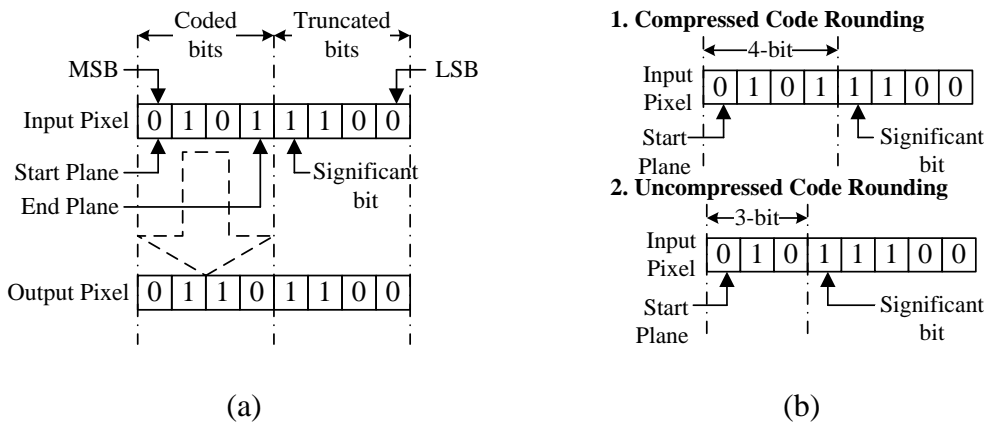 Coded bits
Truncated bits
MSB
LSB
Input Pixel 0 1 0 1 1 1 0 0
Start Plane
Significant bit
End Plane
Output Pixel 0 1 1 0 1 1 0 0
(a)
1. Compressed Code Rounding
4-bit
Input Pixel 0 1 0 1 1 1 0 0
Start Plane
Significant bit
2. Uncompressed Code Rounding
3-bit
Input Pixel 0 1 0 1 1 1 0 0
Start Plane
Significant bit
(b)